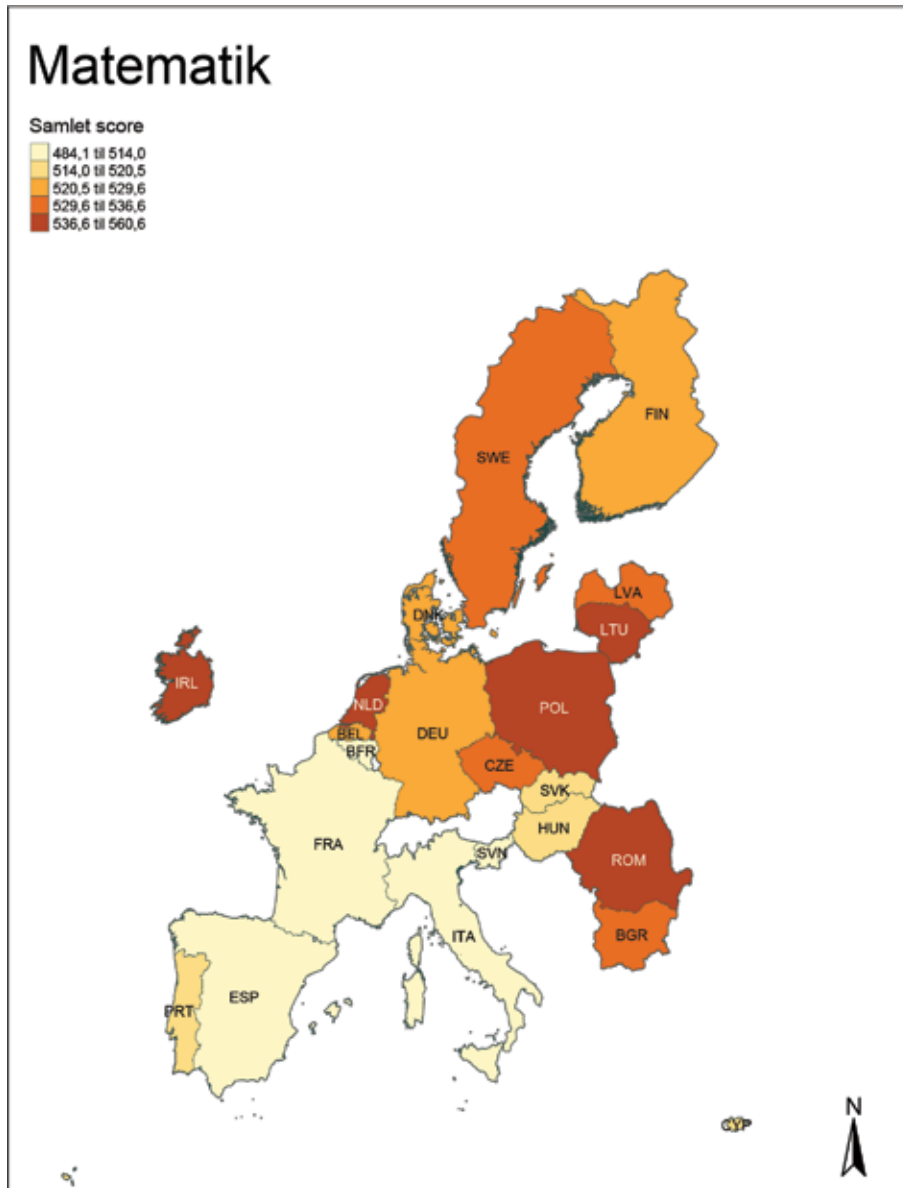 Matematik
Samlet score
484,1 til 514,0
514,0 til 520,5
520,5 til 529,6
529,6 til 536,6
536,6 til 560,6
FIN
SWE
LVA
DNK
LTU
IRL
NLD
POL
BEL
DEU
BFR
CZE
SVK
HUN
FRA
SVN
ROM
ITA
BGR
ESP
PRT
N
CYP